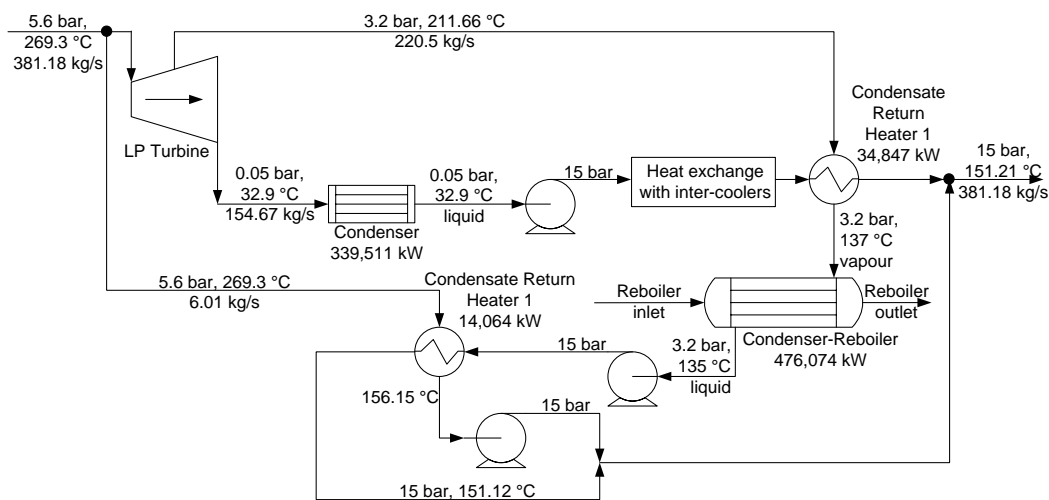 5.6 bar,
269.3 °C
381.18 kg/s
3.2 bar, 211.66 °C
220.5 kg/s
LP Turbine
0.05 bar,
32.9 °C
154.67 kg/s
Condenser
339,511 kW
0.05 bar,
32.9 °C
liquid
15 bar
Heat exchange
with inter-coolers
Condensate
Return
Heater 1
34,847 kW
15 bar,
151.21 °C
381.18 kg/s
3.2 bar,
137 °C
vapour
5.6 bar, 269.3 °C
6.01 kg/s
Condensate Return
Heater 1
14,064 kW
Reboiler
inlet
Reboiler
outlet
Condenser-Reboiler
476,074 kW
3.2 bar,
135 °C
liquid
15 bar
156.15 °C
15 bar
15 bar, 151.12 °C